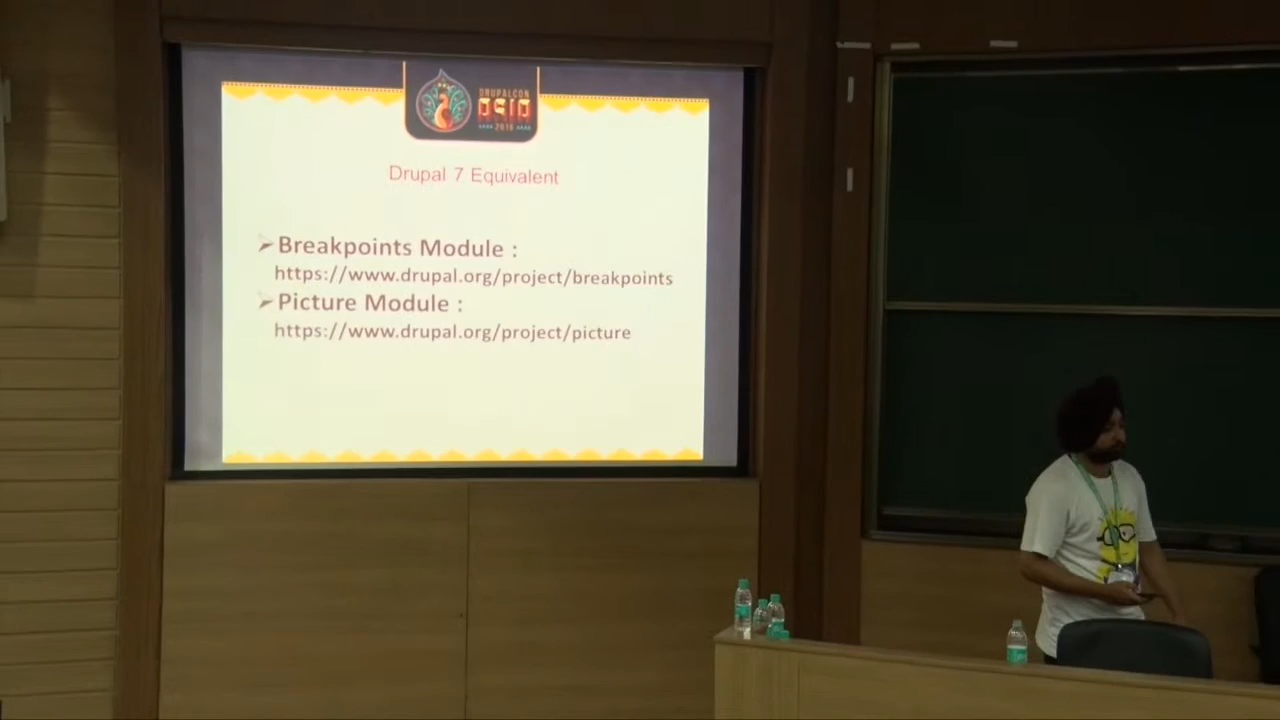 DRUPALCON
2016
Drupal 7 Equivalent
➢Breakpoints Module :
https://www.drupal.org/project/breakpoints
➢Picture Module :
https://www.drupal.org/project/picture